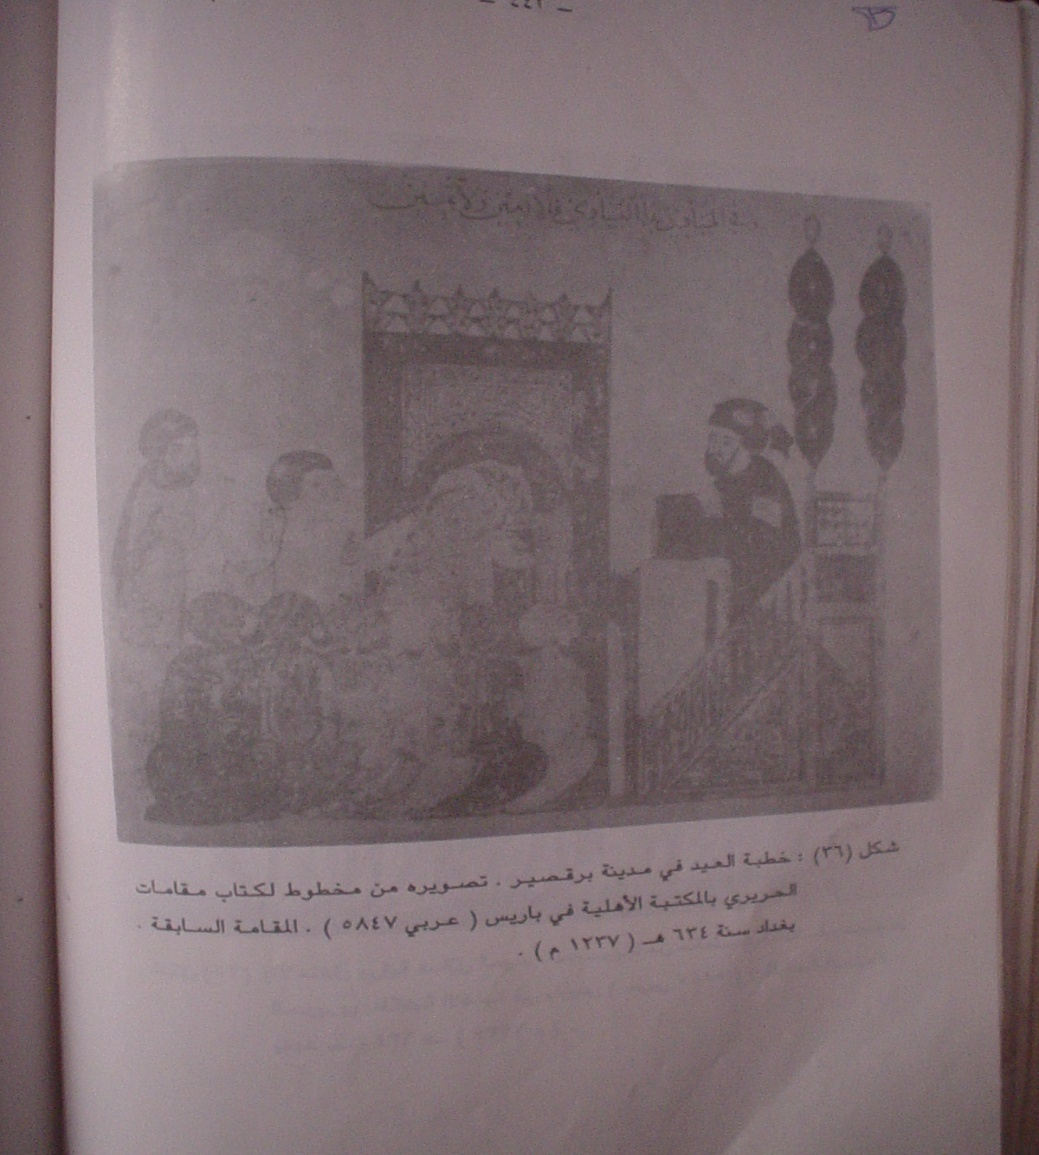 - ٤٤٢ -
شكل (٣٦) : خطبة العيد في مدينة برقصير . تصويره من مخطوط لكتاب مقامات
الحريري بالمكتبة الأهلية في باريس ( عربي ٥٨٤٧ ) . المقامة السابقة .
بغداد سنة ٦٣٤ هـ ( ١٢٣٧ م ) .